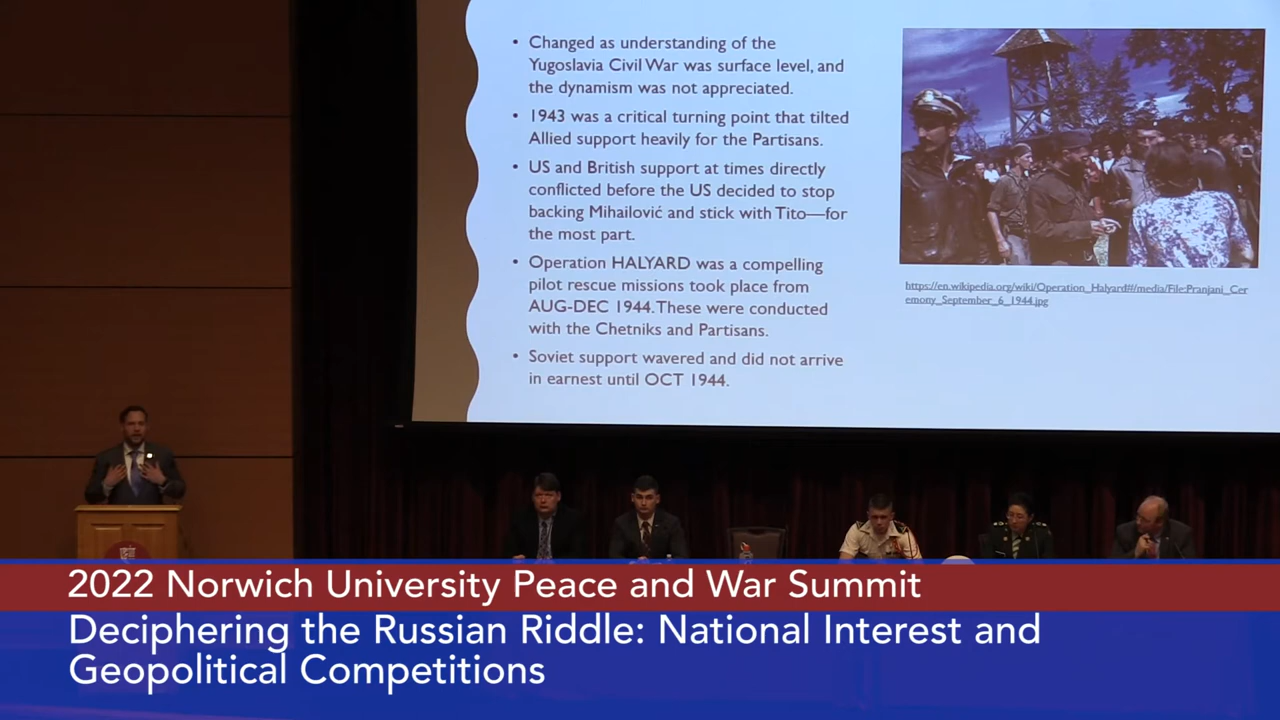 • Changed as understanding of the
Yugoslavia Civil War was surface level, and
the dynamism was not appreciated.
• 1943 was a critical turning point that tilted
Allied support heavily for the Partisans.
• US and British support at times directly
conflicted before the US decided to stop
backing Mihailović and stick with Tito—for
the most part.
• Operation HALYARD was a compelling
pilot rescue missions took place from
AUG-DEC 1944. These were conducted
with the Chetniks and Partisans.
• Soviet support wavered and did not arrive
in earnest until OCT 1944.
https://en.wikipedia.org/wiki/Operation_Halyard#/media/File:Pranjani_Cer
emony_September_6_1944.jpg
2022 Norwich University Peace and War Summit
Deciphering the Russian Riddle: National Interest and
Geopolitical Competitions